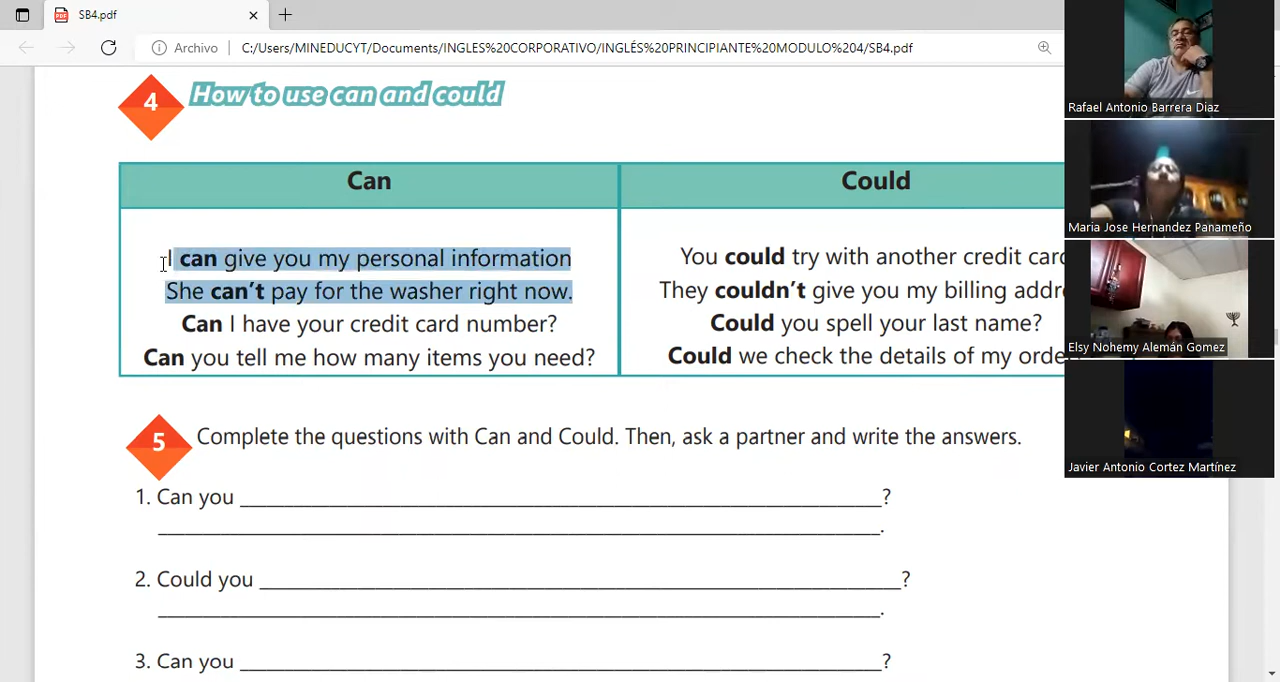 SB4.pdf
Archivo C:/Users/MINEDUCYT/Documents/INGLES%20CORPORATIVO/INGLÉS%20PRINCIPIANTE%20MODULO%204/SB4.pdf
4 How to use can and could
Can
I can give you my personal information
She can’t pay for the washer right now.
Can I have your credit card number?
Can you tell me how many items you need?
Could
You could try with another credit
They couldn’t give you my billing
Could you spell your last name?
Could we check the details of my
5 Complete the questions with Can and Could. Then, ask a partner and write the answers.
1. Can you ?
.
2. Could you ?
.
3. Can you ?
Rafael Antonio Barrera Diaz
Maria Jose Hernandez Panameño
Elsy Nohemy Alemán Gomez
Javier Antonio Cortez Martínez